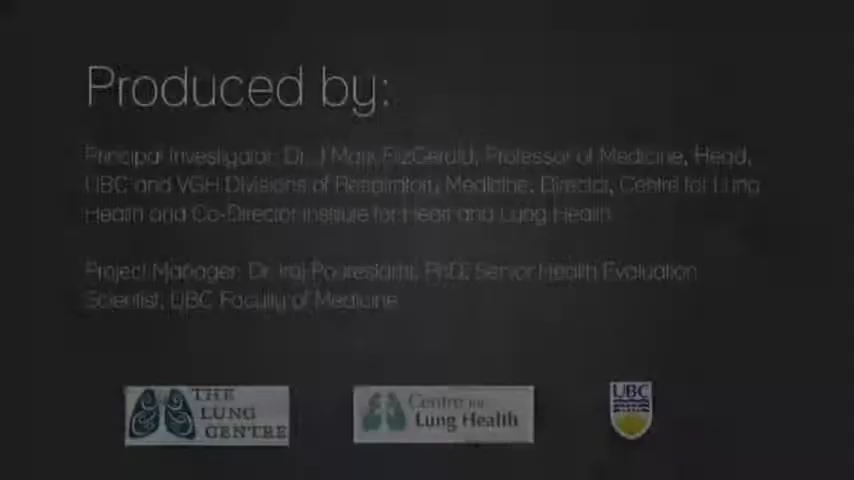 Produced by:
Principal Investigator: Dr. J Mark FitzGerald, Professor of Medicine, Head,
UBC and VGH Divisions of Respiratory Medicine, Director, Centre for Lung
Health and Co-Director Institute for Heart and Lung Health
Project Manager: Dr. Iraj Poureslami, PhD, Senior Health Evaluation
Scientist, UBC Faculty of Medicine
THE
LUNG
CENTRE
Centre for
Lung Health
UBC